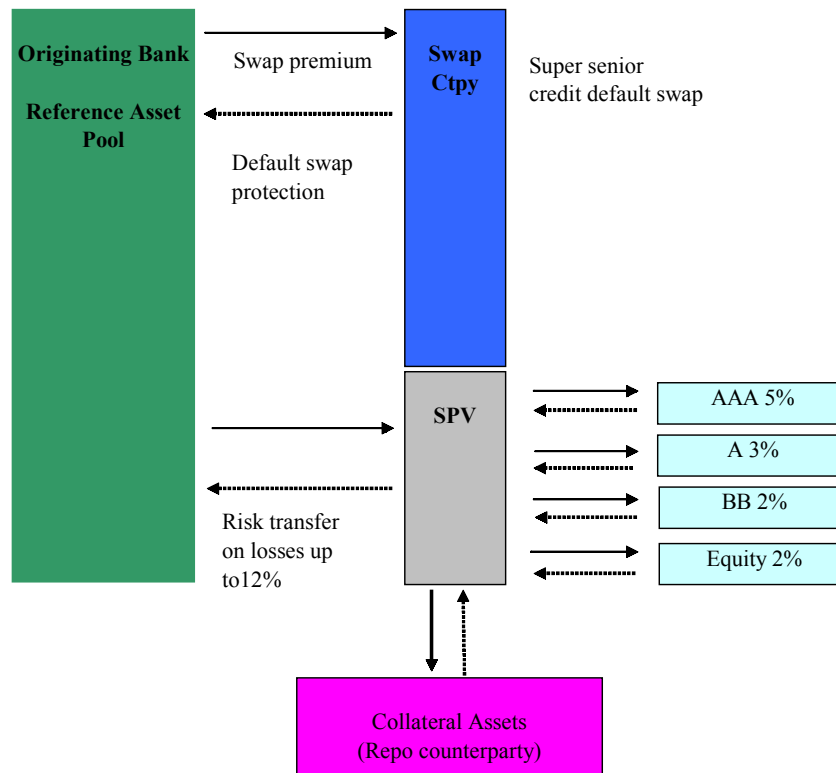 Originating Bank
Reference Asset
Pool
Swap premium
Default swap
protection
Swap
Ctpy
Super senior
credit default swap
SPV
Risk transfer
on losses up
to12%
AAA 5%
A 3%
BB 2%
Equity 2%
Collateral Assets
(Repo counterparty)